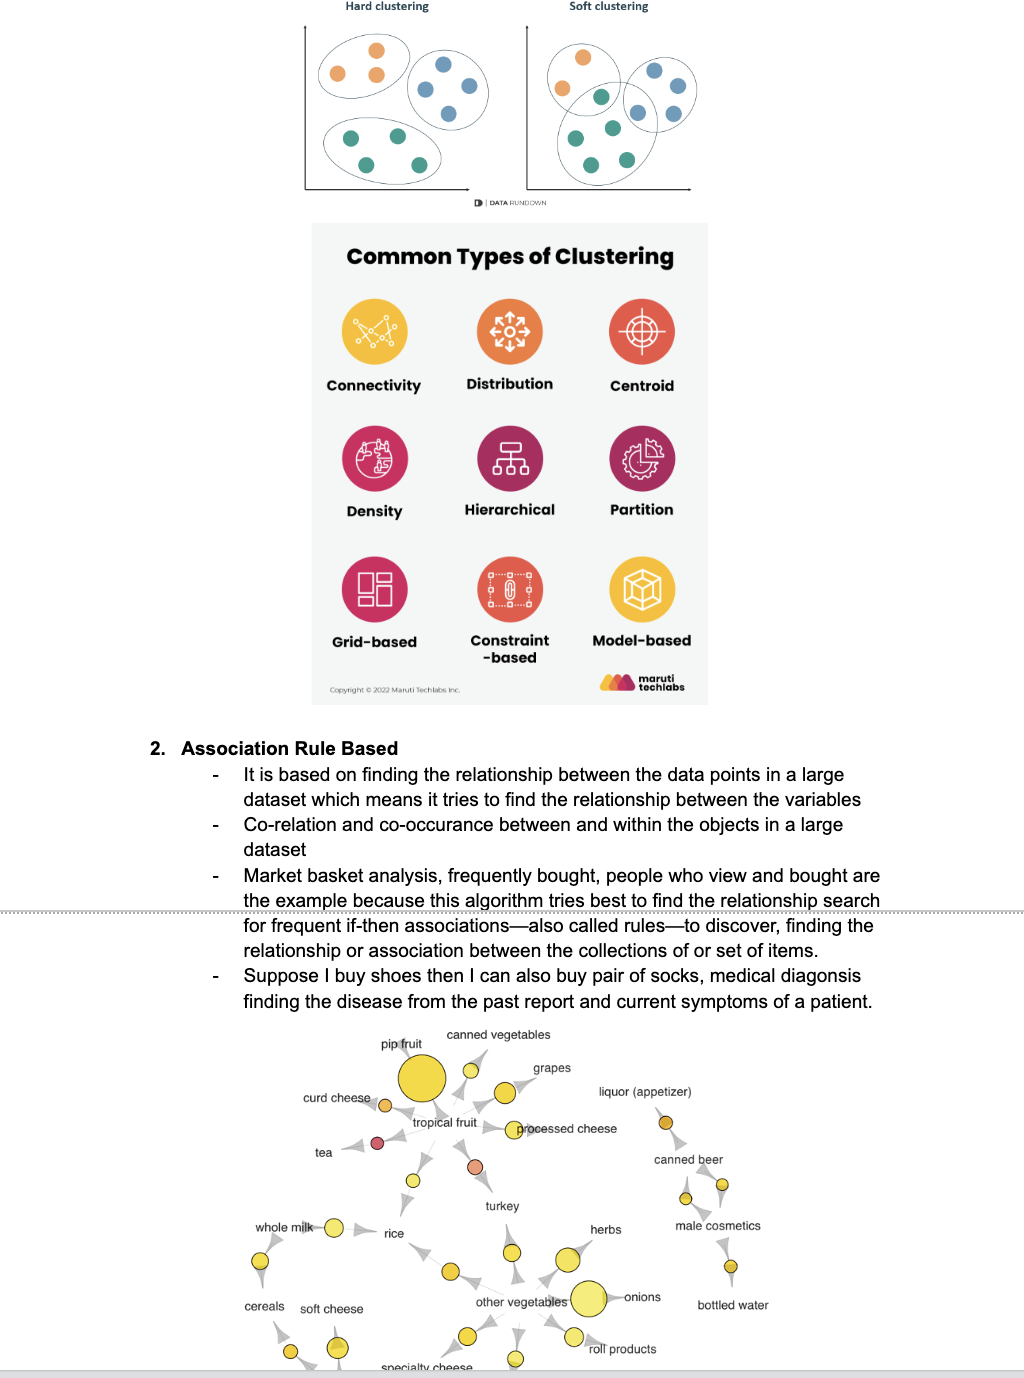 Hard clustering
Soft clustering
DATA RUNDOWN
Common Types of Clustering
Connectivity
Distribution
Centroid
Density
Hierarchical
Partition
Grid-based
Constraint
-based
Model-based
Copyright © 2022 Maruti Techlabs Inc.
maruti
techlabs
2. Association Rule Based
- It is based on finding the relationship between the data points in a large
dataset which means it tries to find the relationship between the variables
- Co-relation and co-occurance between and within the objects in a large
dataset
- Market basket analysis, frequently bought, people who view and bought are
the example because this algorithm tries best to find the relationship search
for frequent if-then associations—also called rules—to discover, finding the
relationship or association between the collections of or set of items.
- Suppose I buy shoes then I can also buy pair of socks, medical diagonsis
finding the disease from the past report and current symptoms of a patient.
canned vegetables
pip fruit
grapes
liquor (appetizer)
curd cheese
tropical fruit
processed cheese
tea
canned beer
turkey
whole milk
rice
herbs
male cosmetics
other vegetables
onions
cereals
soft cheese
bottled water
roll products
specialty cheese